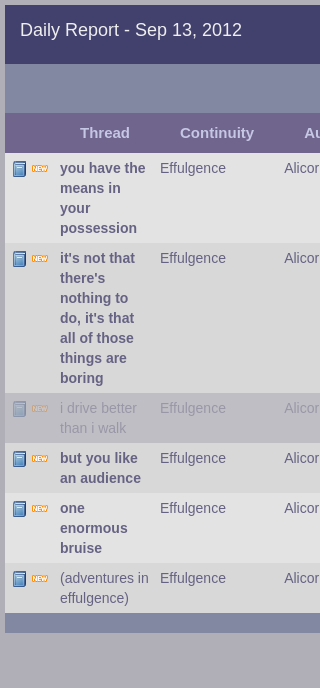 Daily Report - Sep 13, 2012
Thread Continuity Au
NEW you have the Effulgence Alicor
means in
your
possession
NEW it's not that Effulgence Alicor
there's
nothing to
do, it's that
all of those
things are
boring
NEW i drive better Effulgence Alicor
than i walk
NEW but you like Effulgence Alicor
an audience
NEW one Effulgence Alicor
enormous
bruise
NEW (adventures in Effulgence Alicor
effulgence)